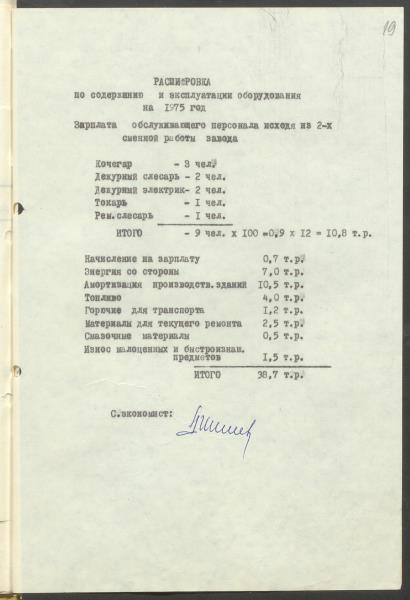 19
РАСШИФРОВКА
по содержанию и эксплуатации оборудования
на 1975 год
Зарплата обслуживающего персонала исходя из 2-х
сменной работы завода
Кочегар - 3 чел.
Дежурный слесарь - 2 чел.
Дежурный электрик- 2 чел.
Токарь - 1 чел.
Рем.слесарь - 1 чел.
ИТОГО - 9 чел. х 100 =0,9 х 12 = 10,8 т.р.
Начисление на зарплату 0,7 т.р.
Энергия со стороны 7,0 т.р.
Амортизация производств.зданий 10,5 т.р.
Топливо 4,0 т.р.
Горючие для транспорта 1,2 т.р.
Материалы для текущего ремонта 2,5 т.р.
Смазочные материалы 0,5 т.р.
Износ малоценных и быстроизнаш.
предметов 1,5 т.р.
ИТОГО 38,7 т.р.
С.экономист: